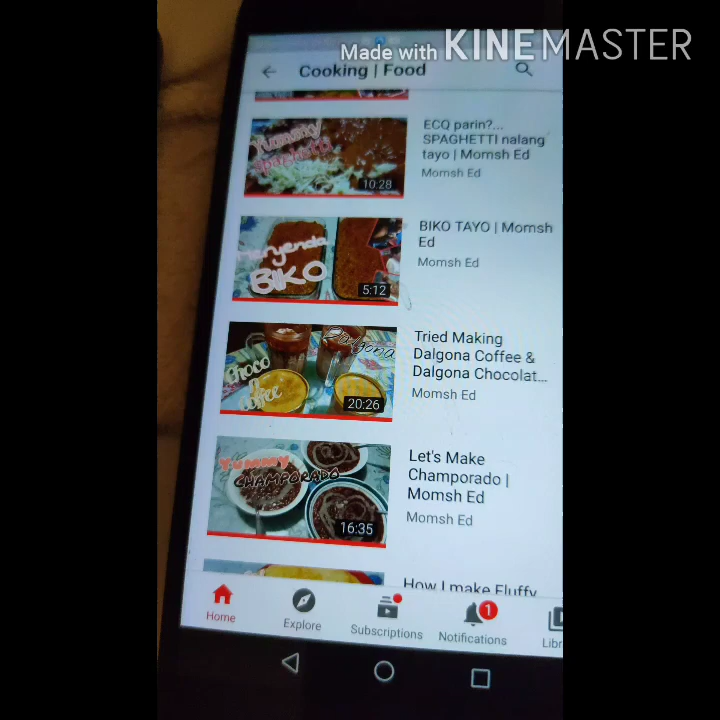 Made with KINEMASTER
Cooking | Food
Yummy
Spaghetti
10:28
ECQ parin?...
SPAGHETTI nalang
tayo | Momsh Ed
Momsh Ed
Meryenda
BIKO
5:12
BIKO TAYO | Momsh
Ed
Momsh Ed
Dalgona
Choco
n
Coffee
20:26
Tried Making
Dalgona Coffee &
Dalgona Chocolat...
Momsh Ed
YUMMY
CHAMPORADO
16:35
Let's Make
Champorado |
Momsh Ed
Momsh Ed
How I make Fluffy
Home
Explore
Subscriptions
Notifications
1
Libr